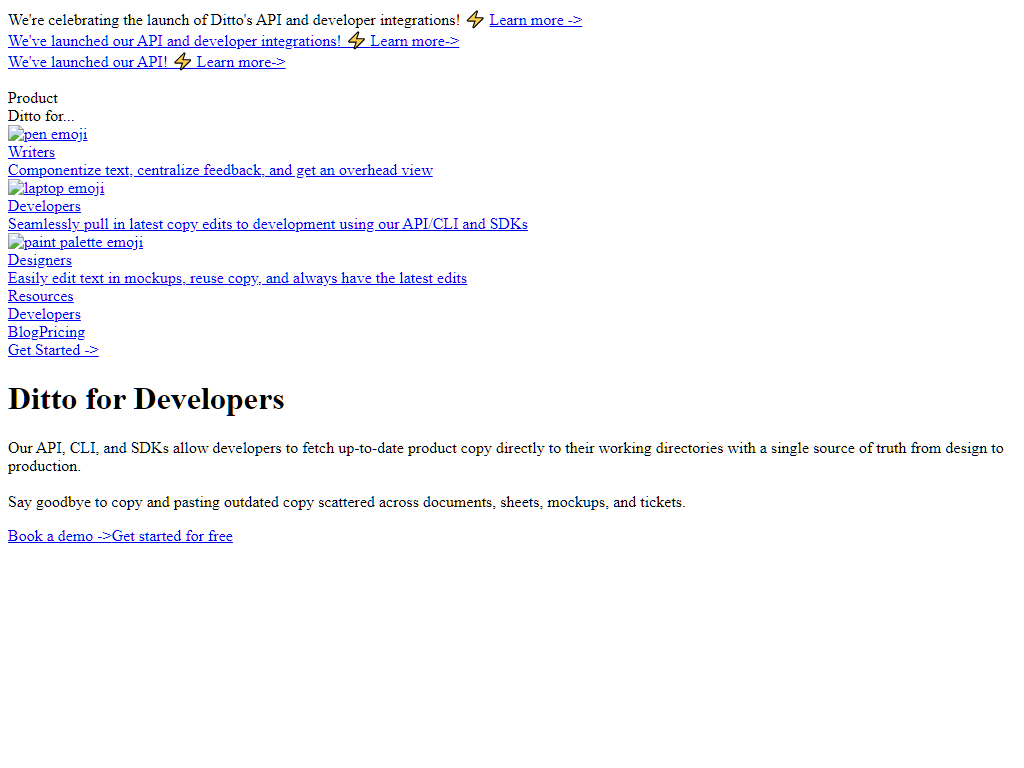 We're celebrating the launch of Ditto's API and developer integrations! ⚡ Learn more ->
We've launched our API and developer integrations! ⚡ Learn more->
We've launched our API! ⚡ Learn more->
Product
Ditto for...
pen emoji
Writers
Componentize text, centralize feedback, and get an overhead view
laptop emoji
Developers
Seamlessly pull in latest copy edits to development using our API/CLI and SDKs
paint palette emoji
Designers
Easily edit text in mockups, reuse copy, and always have the latest edits
Resources
Developers
BlogPricing
Get Started ->
Ditto for Developers
Our API, CLI, and SDKs allow developers to fetch up-to-date product copy directly to their working directories with a single source of truth from design to
production.
Say goodbye to copy and pasting outdated copy scattered across documents, sheets, mockups, and tickets.
Book a demo ->Get started for free